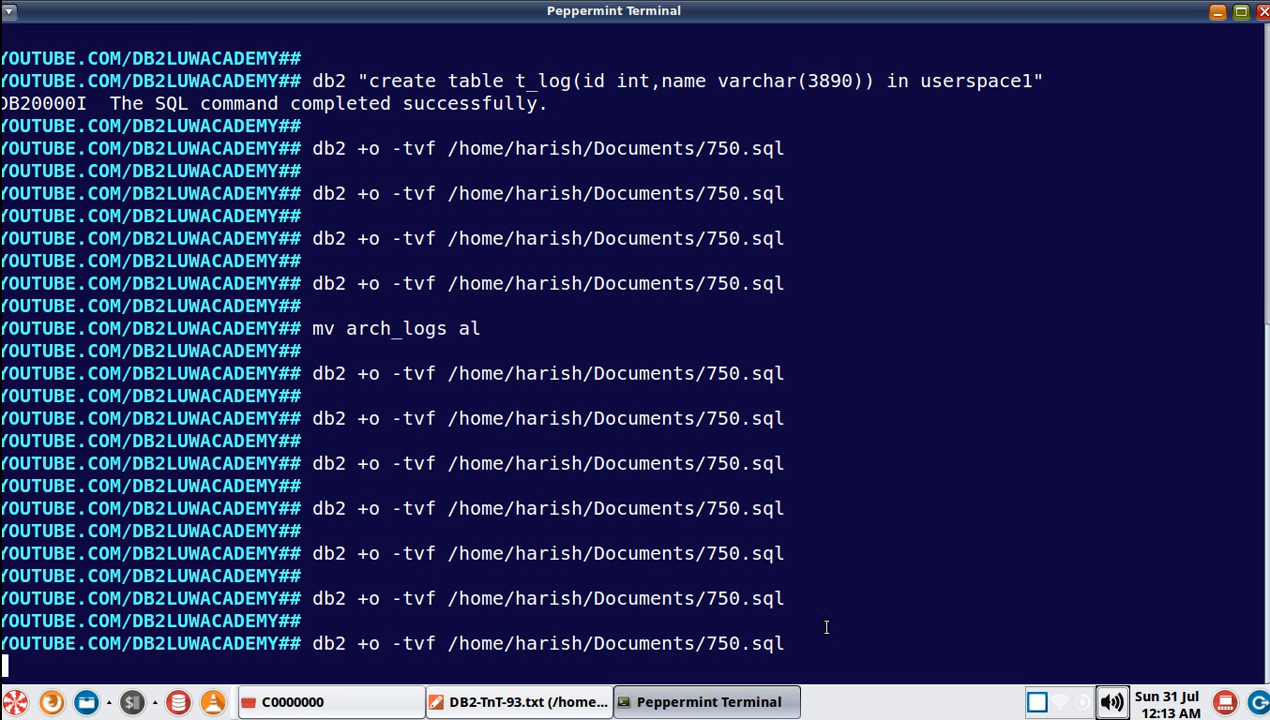 Peppermint Terminal
YOUTUBE.COM/DB2LUWACADEMY##
YOUTUBE.COM/DB2LUWACADEMY## db2 "create table t_log(id int,name varchar(3890)) in userspace1"
DB20000I  The SQL command completed successfully.
YOUTUBE.COM/DB2LUWACADEMY##
YOUTUBE.COM/DB2LUWACADEMY## db2 +o -tvf /home/harish/Documents/750.sql
YOUTUBE.COM/DB2LUWACADEMY##
YOUTUBE.COM/DB2LUWACADEMY## db2 +o -tvf /home/harish/Documents/750.sql
YOUTUBE.COM/DB2LUWACADEMY##
YOUTUBE.COM/DB2LUWACADEMY## db2 +o -tvf /home/harish/Documents/750.sql
YOUTUBE.COM/DB2LUWACADEMY##
YOUTUBE.COM/DB2LUWACADEMY## db2 +o -tvf /home/harish/Documents/750.sql
YOUTUBE.COM/DB2LUWACADEMY##
YOUTUBE.COM/DB2LUWACADEMY## mv arch_logs al
YOUTUBE.COM/DB2LUWACADEMY##
YOUTUBE.COM/DB2LUWACADEMY## db2 +o -tvf /home/harish/Documents/750.sql
YOUTUBE.COM/DB2LUWACADEMY##
YOUTUBE.COM/DB2LUWACADEMY## db2 +o -tvf /home/harish/Documents/750.sql
YOUTUBE.COM/DB2LUWACADEMY##
YOUTUBE.COM/DB2LUWACADEMY## db2 +o -tvf /home/harish/Documents/750.sql
YOUTUBE.COM/DB2LUWACADEMY##
YOUTUBE.COM/DB2LUWACADEMY## db2 +o -tvf /home/harish/Documents/750.sql
YOUTUBE.COM/DB2LUWACADEMY##
YOUTUBE.COM/DB2LUWACADEMY## db2 +o -tvf /home/harish/Documents/750.sql
YOUTUBE.COM/DB2LUWACADEMY##
YOUTUBE.COM/DB2LUWACADEMY## db2 +o -tvf /home/harish/Documents/750.sql
YOUTUBE.COM/DB2LUWACADEMY##
YOUTUBE.COM/DB2LUWACADEMY## db2 +o -tvf /home/harish/Documents/750.sql
C0000000
DB2-TnT-93.txt (/home...
Peppermint Terminal
Sun 31 Jul
12:13 AM